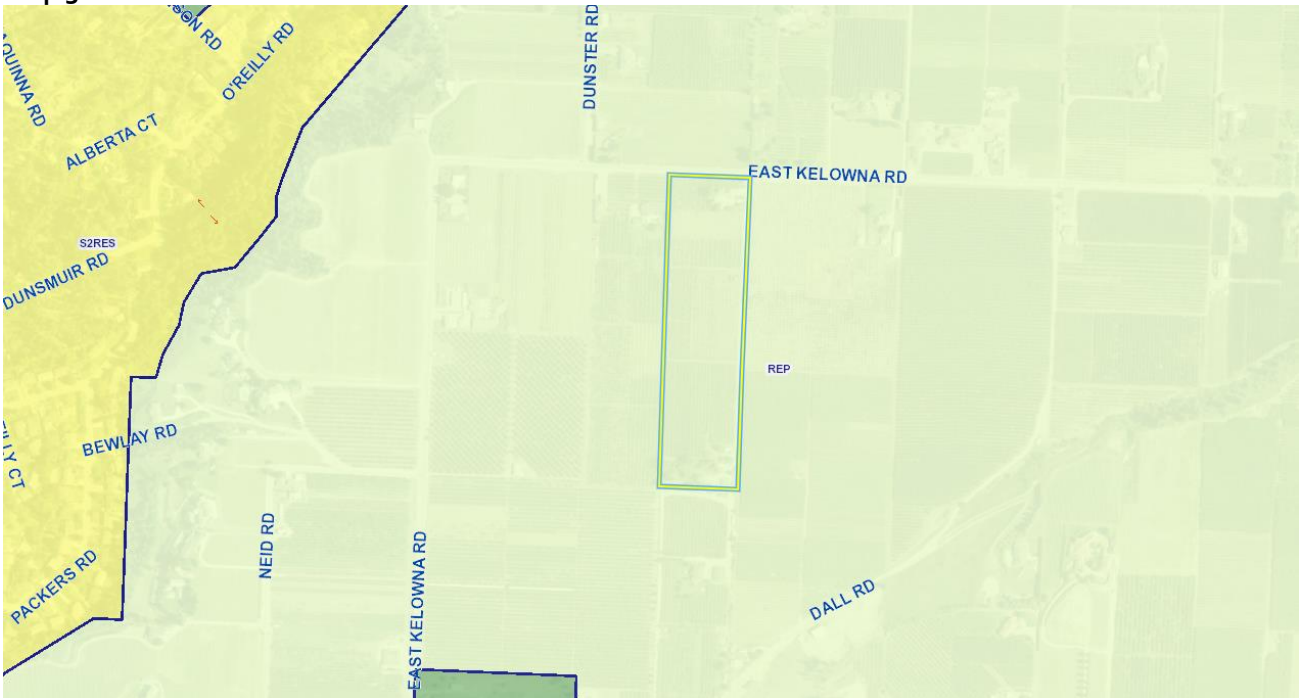 DUNSTER RD
O'REILLY RD
ALBERTA CT
EAST KELOWNA RD
S2RES
DUNSMUIR RD
REP
BEWLAY RD
CT
NEID RD
EAST KELOWNA RD
PACKERS RD
DALL RD